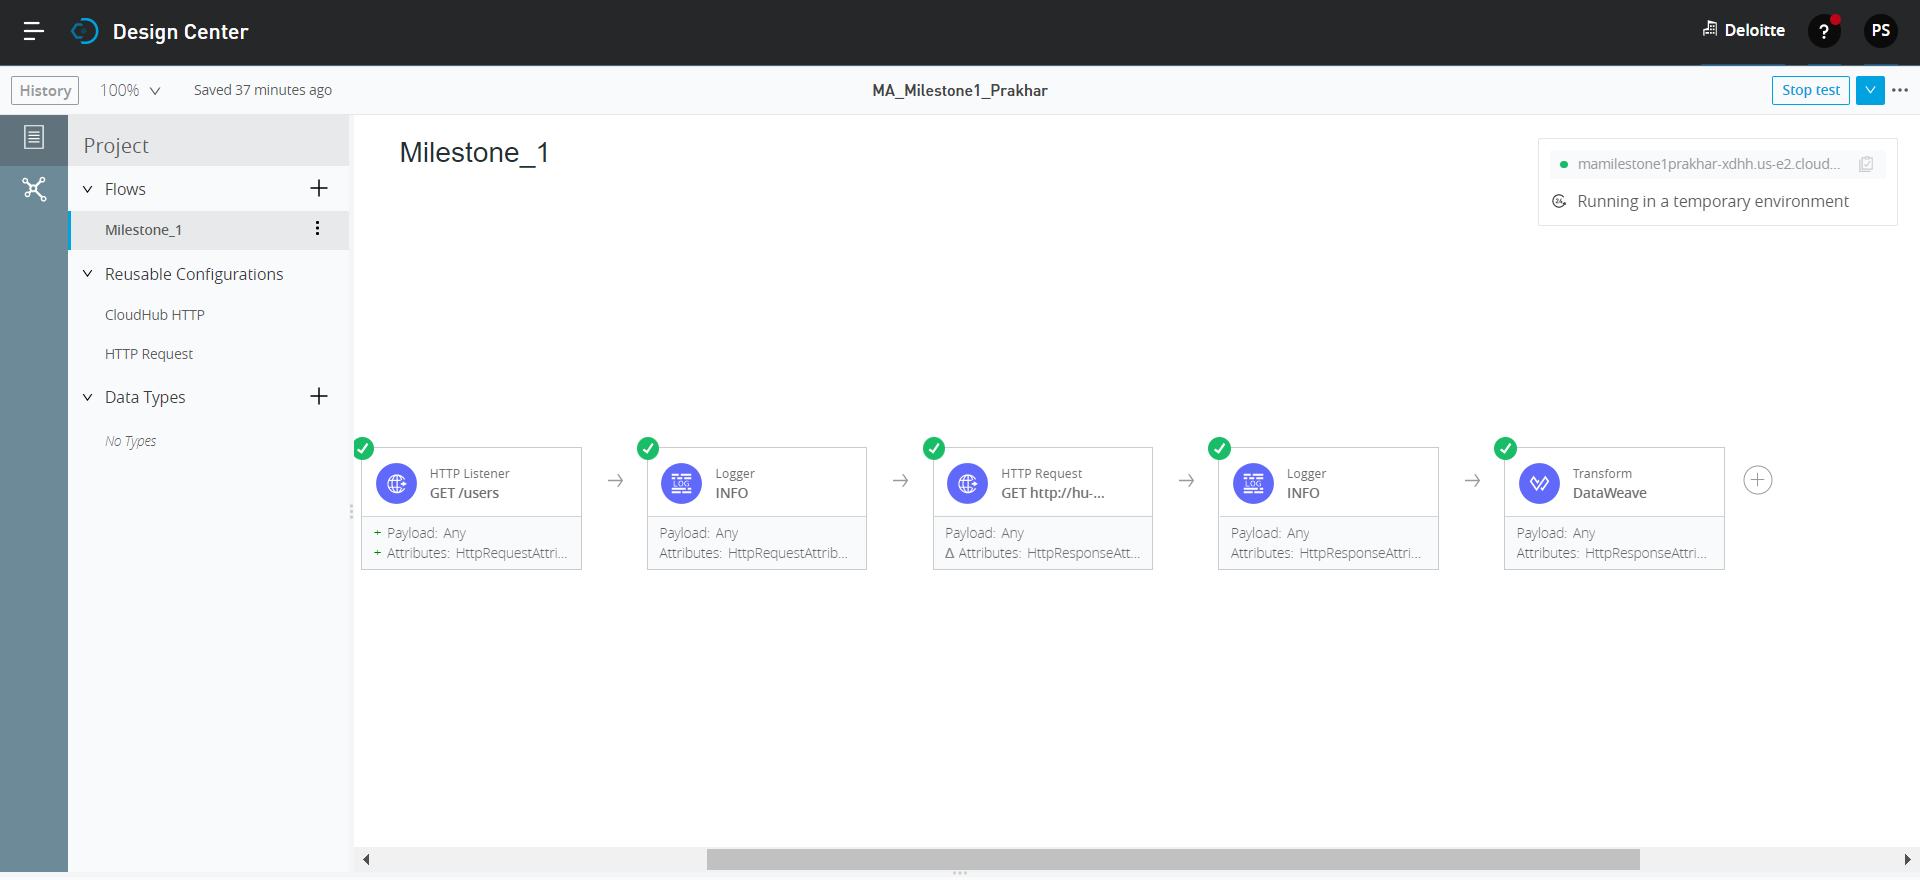 Design Center
Deloitte
?
PS
History
100%
Saved 37 minutes ago
MA_Milestone1_Prakhar
Stop test
Project
Flows
Milestone_1
Reusable Configurations
CloudHub HTTP
HTTP Request
Data Types
No Types
Milestone_1
mamilestone1prakhar-xdhh.us-e2.cloud...
Running in a temporary environment
HTTP Listener
GET /users
+ Payload: Any
+ Attributes: HttpRequestAttri...
LOG
Logger
INFO
Payload: Any
Attributes: HttpRequestAttrib...
HTTP Request
GET http://hu-...
Payload: Any
Δ Attributes: HttpResponseAtt...
LOG
Logger
INFO
Payload: Any
Attributes: HttpResponseAttri...
Transform
DataWeave
Payload: Any
Attributes: HttpResponseAttri...